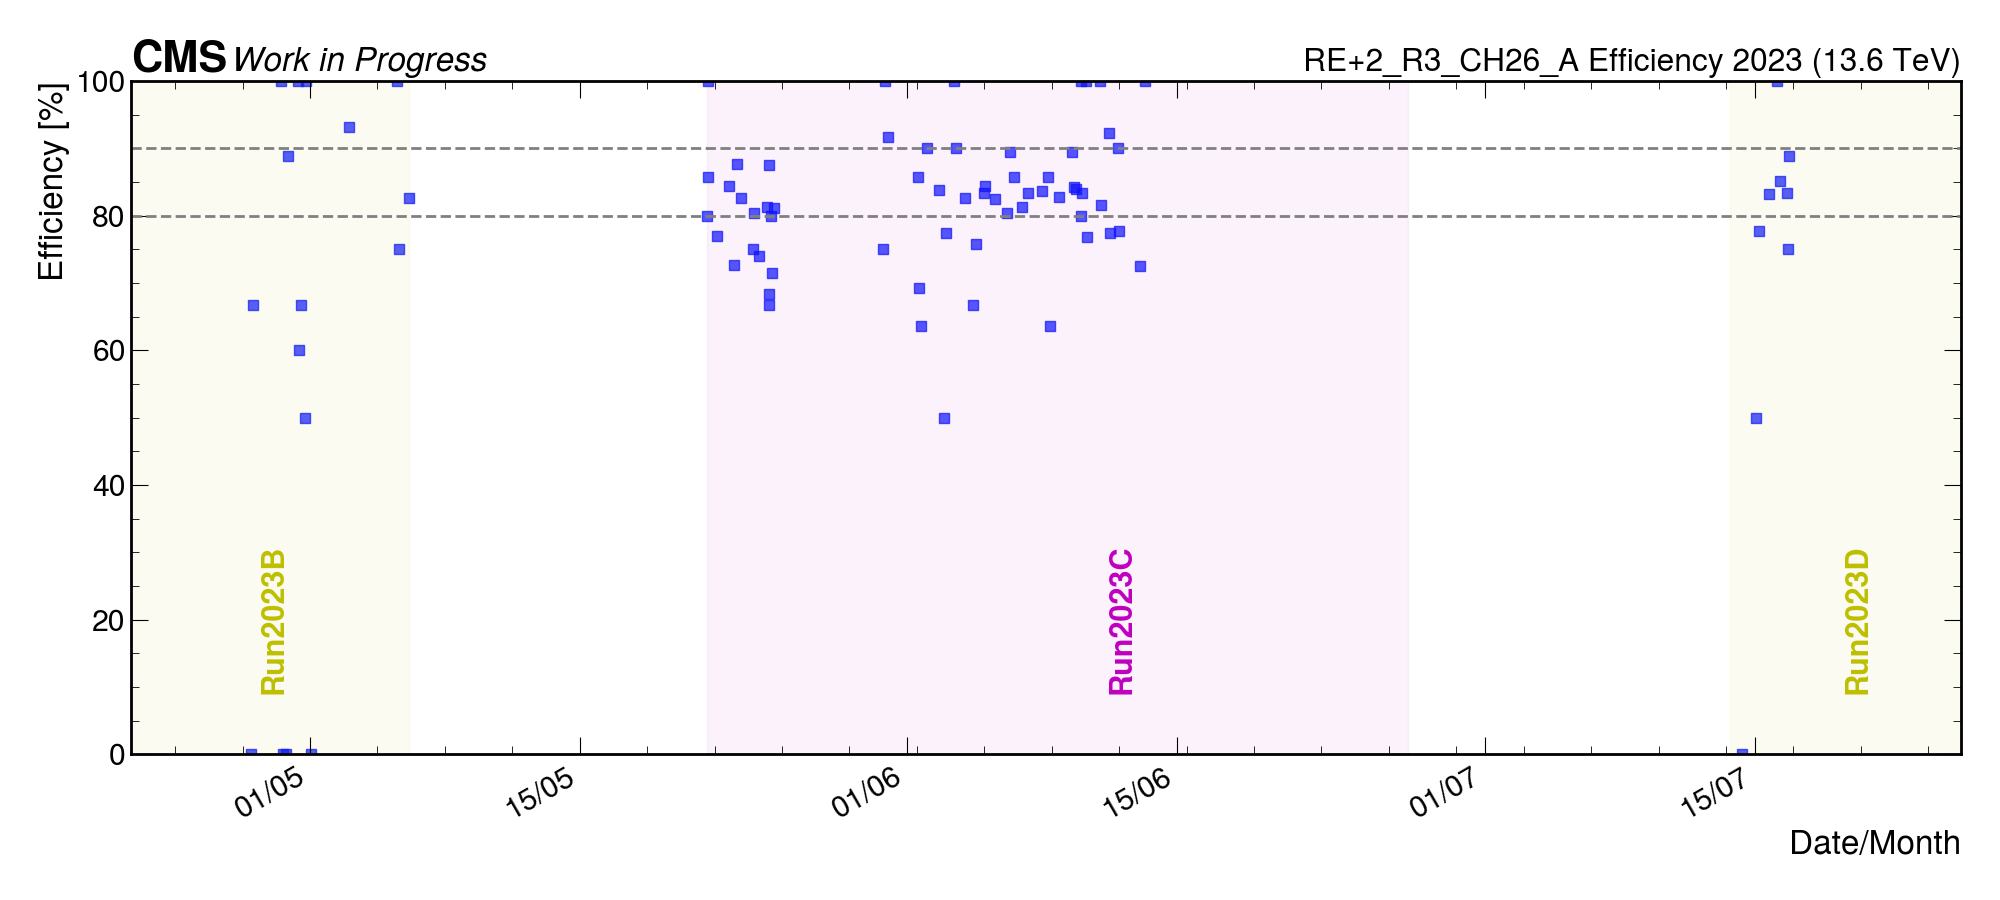 CMS Work in Progress
RE+2_R3_CH26_A Efficiency 2023 (13.6 TeV)
Efficiency [%]
100
80
60
40
20
0
Run2023B
Run2023C
Run2023D
01/05
15/05
01/06
15/06
01/07
15/07
Date/Month